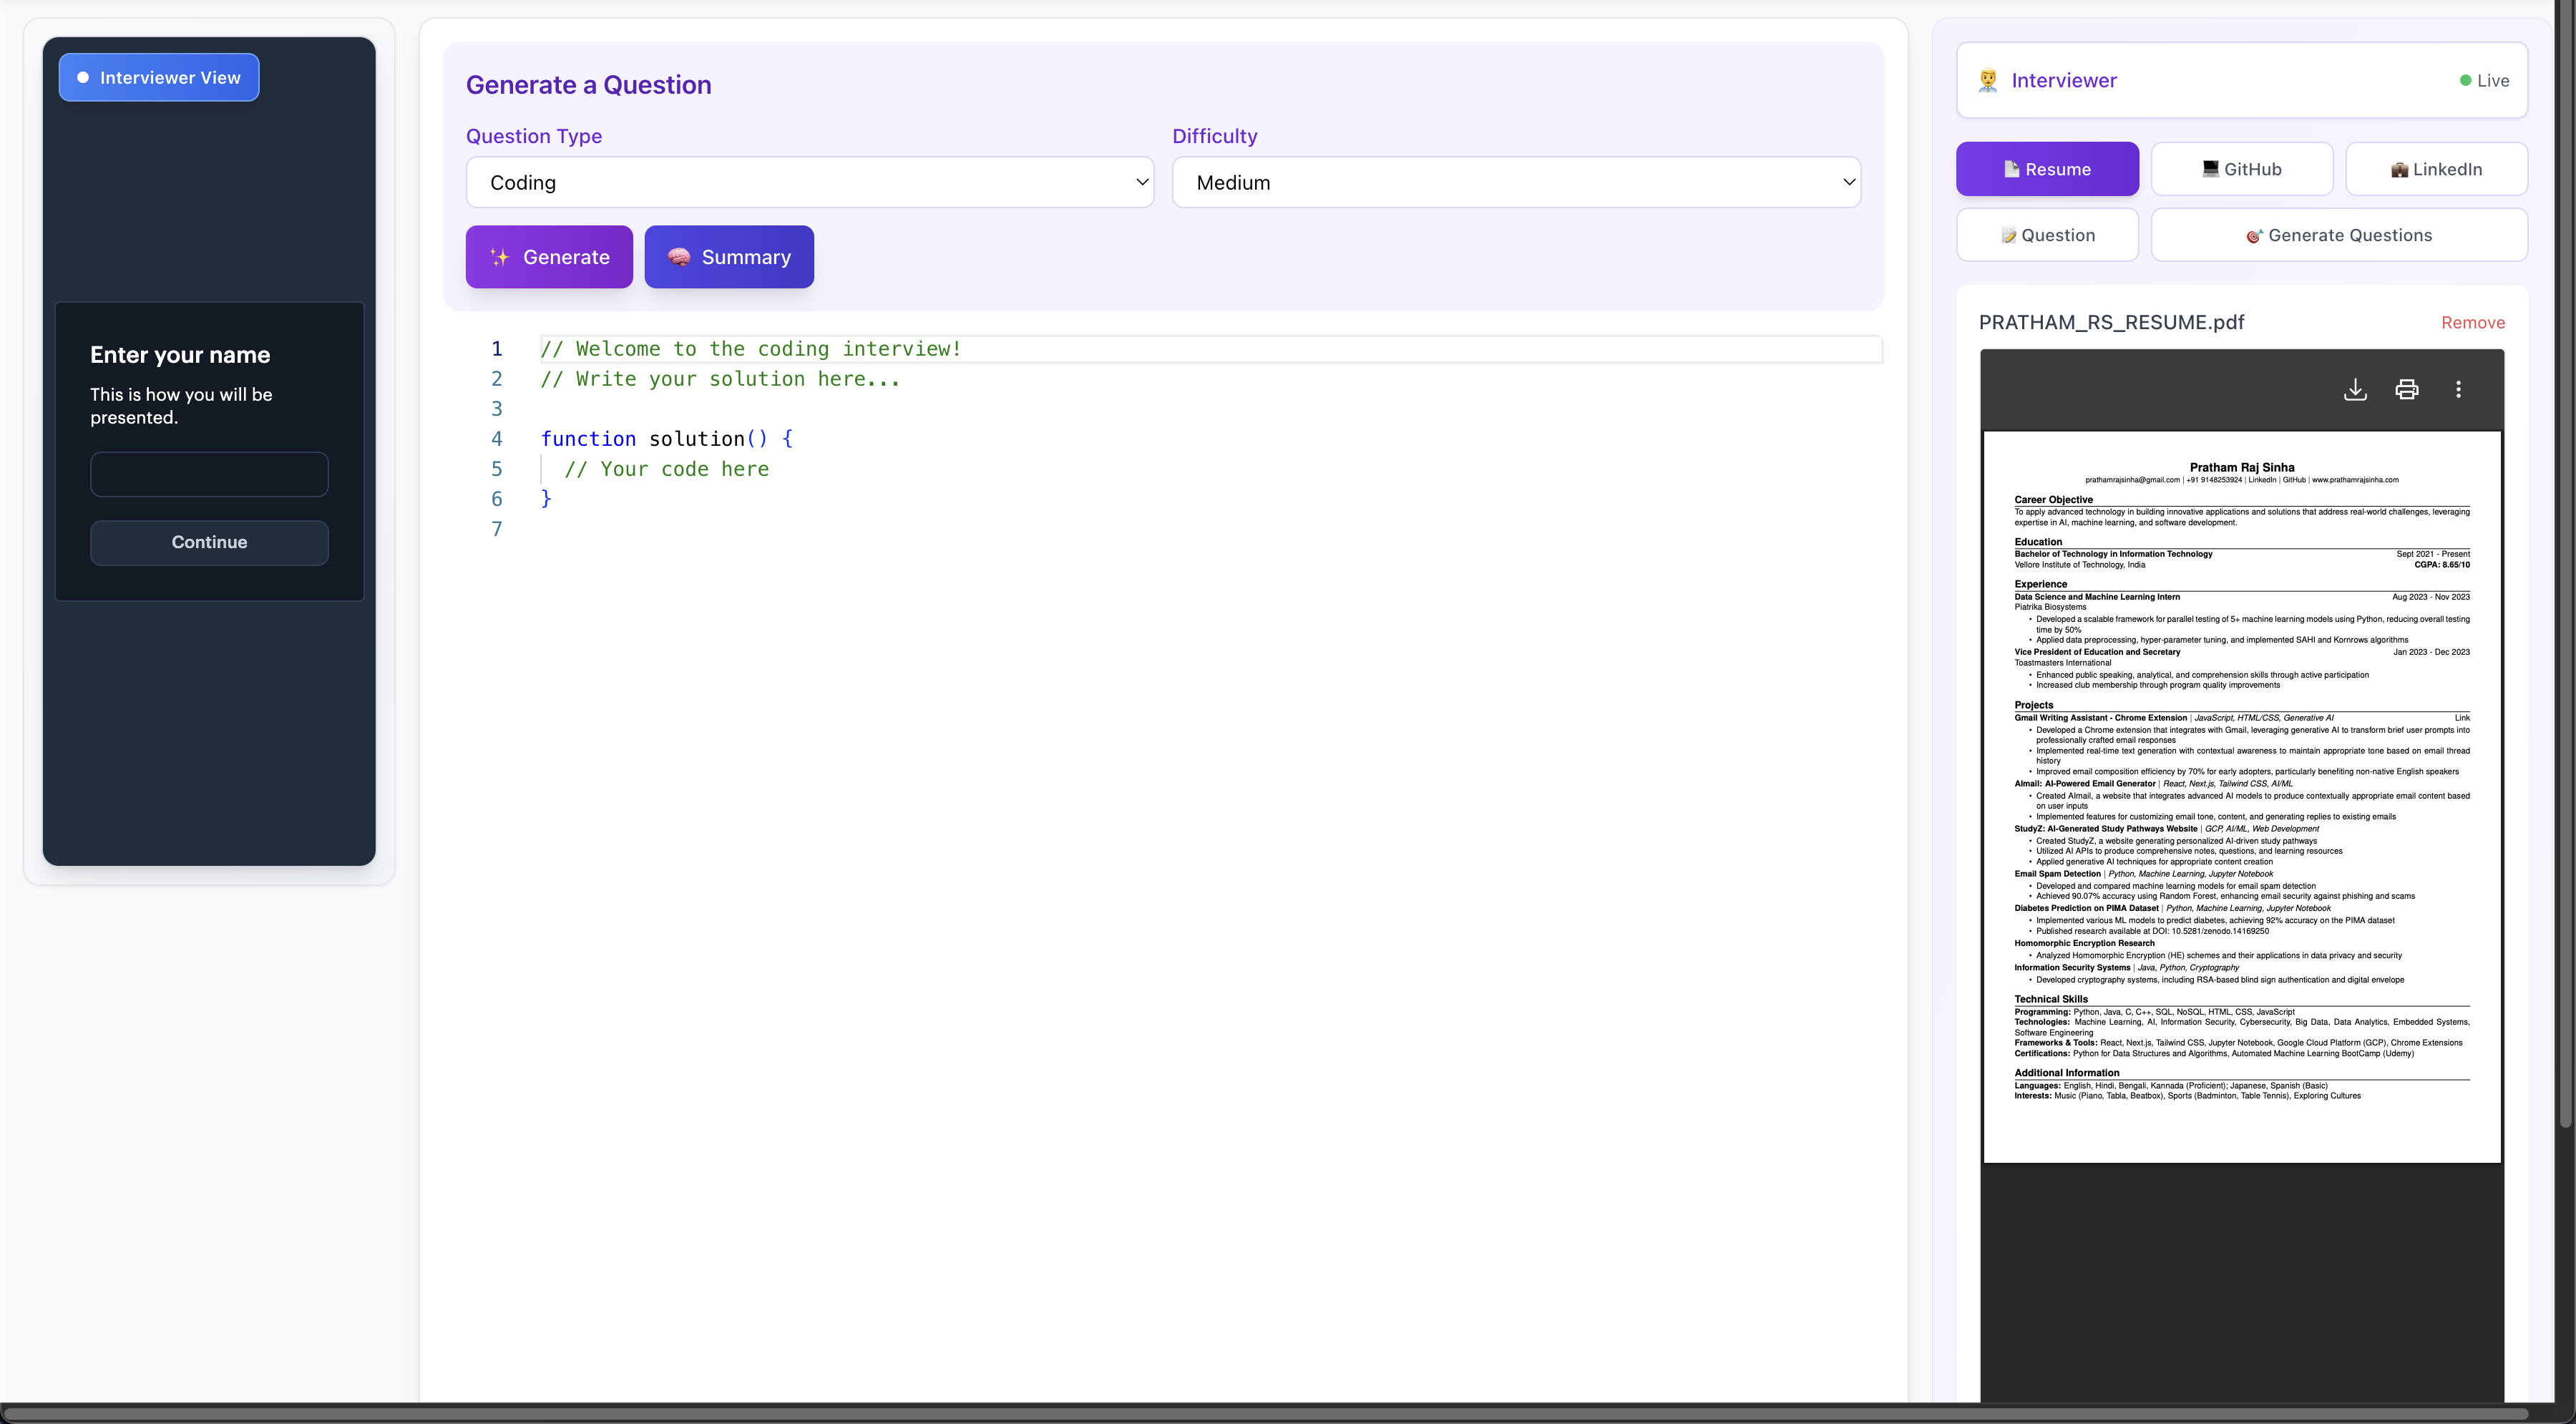 Interviewer View
Enter your name
This is how you will be
presented.
Continue
Generate a Question
Question Type
Difficulty
Coding
Medium
Generate
Summary
1 // Welcome to the coding interview!
2 // Write your solution here...
3
4 function solution() {
5 // Your code here
6 }
7
Interviewer
Live
Resume
GitHub
LinkedIn
Question
Generate Questions
PRATHAM_RS_RESUME.pdf
Remove
Pratham Raj Sinha
prathamrajsinha@gmail.com | +91 9148253924 | LinkedIn | GitHub | www.prathamrajsinha.com
Career Objective
To apply advanced technology in building innovative applications and solutions that address real-world challenges, leveraging
expertise in AI, machine learning, and software development.
Education
Bachelor of Technology in Information Technology Sept 2021 - Present
Vellore Institute of Technology, India CGPA: 8.65/10
Experience
Data Science and Machine Learning Intern Aug 2023 - Nov 2023
Piatrika Biosystems
• Developed a scalable framework for parallel testing of 5+ machine learning models using Python, reducing overall testing
time by 50%
• Applied data preprocessing, hyper-parameter tuning, and implemented SAHI and Kornrows algorithms
Vice President of Education and Secretary Jan 2023 - Dec 2023
Toastmasters International
• Enhanced public speaking, analytical, and comprehension skills through active participation
• Increased club membership through program quality improvements
Projects
Gmail Writing Assistant - Chrome Extension | JavaScript, HTML/CSS, Generative AI Link
• Developed a Chrome extension that integrates with Gmail, leveraging generative AI to transform brief user prompts into
professionally crafted email responses
• Implemented real-time text generation with contextual awareness to maintain appropriate tone based on email thread
history
• Improved email composition efficiency by 70% for early adopters, particularly benefiting non-native English speakers
AImail: AI-Powered Email Generator | React, Next.js, Tailwind CSS, AI/ML
• Created AImail, a website that integrates advanced AI models to produce contextually appropriate email content based
on user inputs
• Implemented features for customizing email tone, content, and generating replies to existing emails
StudyZ: AI-Generated Study Pathways Website | GCP, AI/ML, Web Development
• Created StudyZ, a website generating personalized AI-driven study pathways
• Utilized AI APIs to produce comprehensive notes, questions, and learning resources
• Applied generative AI techniques for appropriate content creation
Email Spam Detection | Python, Machine Learning, Jupyter Notebook
• Developed and compared machine learning models for email spam detection
• Achieved 90.07% accuracy using Random Forest, enhancing email security against phishing and scams
Diabetes Prediction on PIMA Dataset | Python, Machine Learning, Jupyter Notebook
• Implemented various ML models to predict diabetes, achieving 92% accuracy on the PIMA dataset
• Published research available at DOI: 10.5281/zenodo.14169250
Homomorphic Encryption Research
• Analyzed Homomorphic Encryption (HE) schemes and their applications in data privacy and security
Information Security Systems | Java, Python, Cryptography
• Developed cryptography systems, including RSA-based blind sign authentication and digital envelope
Technical Skills
Programming: Python, Java, C, C++, SQL, NoSQL, HTML, CSS, JavaScript
Technologies: Machine Learning, AI, Information Security, Cybersecurity, Big Data, Data Analytics, Embedded Systems,
Software Engineering
Frameworks & Tools: React, Next.js, Tailwind CSS, Jupyter Notebook, Google Cloud Platform (GCP), Chrome Extensions
Certifications: Python for Data Structures and Algorithms, Automated Machine Learning BootCamp (Udemy)
Additional Information
Languages: English, Hindi, Bengali, Kannada (Proficient); Japanese, Spanish (Basic)
Interests: Music (Piano, Tabla, Beatbox), Sports (Badminton, Table Tennis), Exploring Cultures